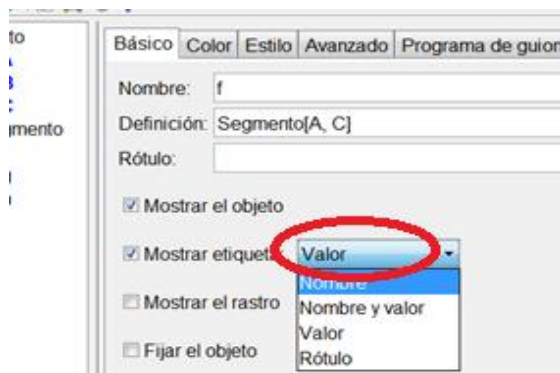 to
Básico Color Estilo Avanzado Programa de guion
Nombre: f
mento
Definición: Segmento[A, C]
Rótulo:
Mostrar el objeto
Mostrar etiqueta Valor
Nombre
Mostrar el rastro
Nombre y valor
Valor
Fijar el objeto
Rótulo